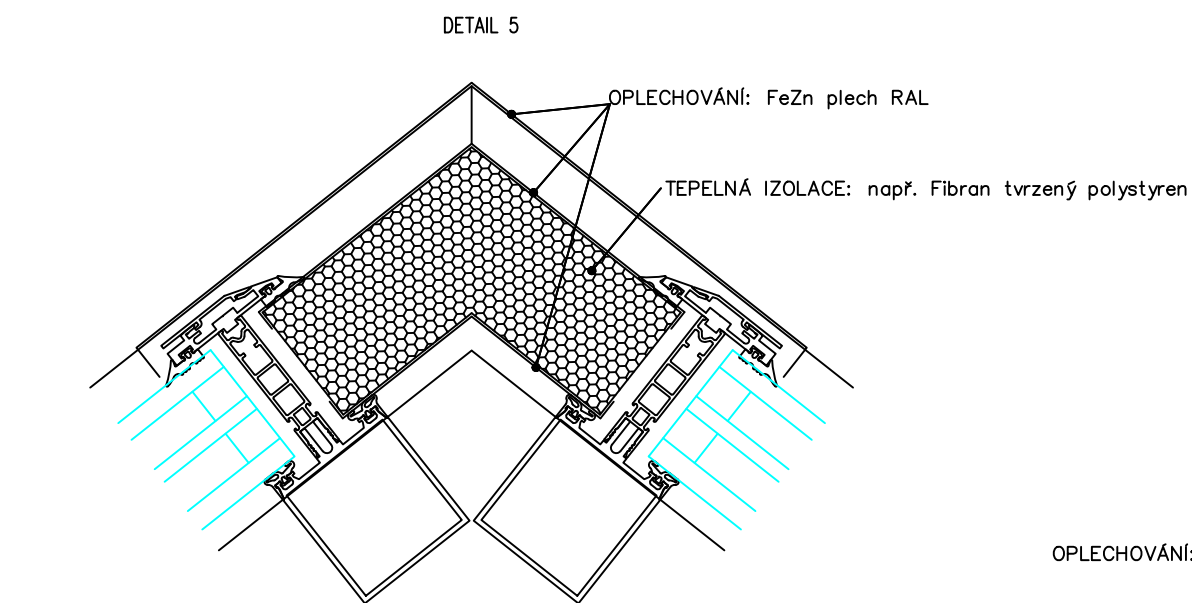 DETAIL 5
OPLECHOVÁNÍ: FeZn plech RAL
TEPELNÁ IZOLACE: např. Fibran tvrzený polystyren
OPLECHOVÁNÍ: